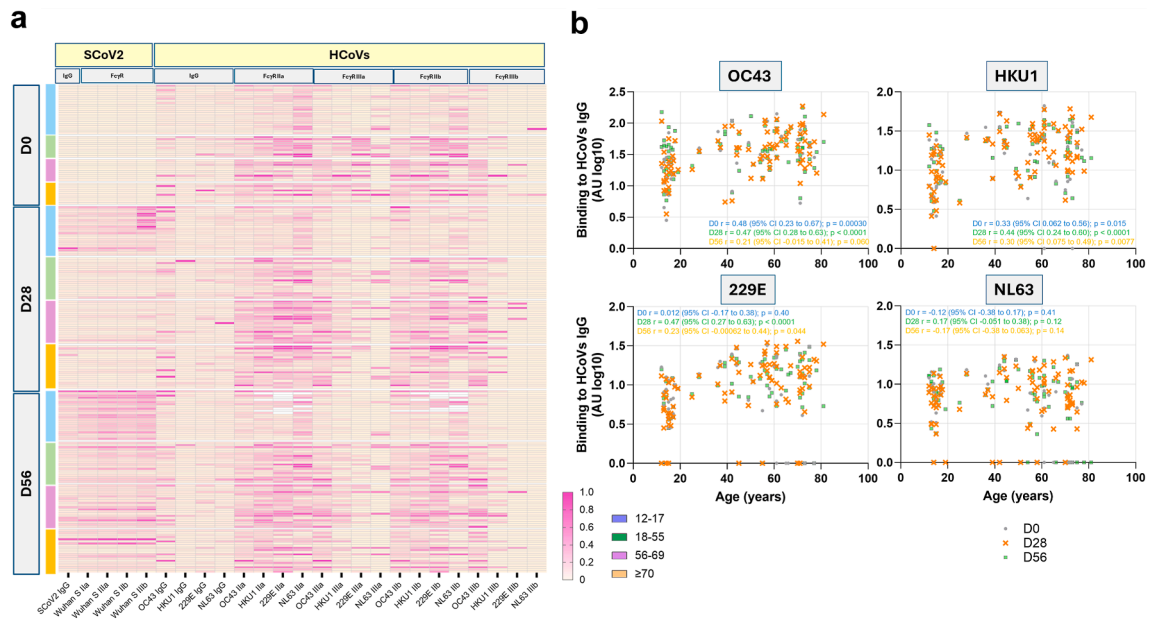 a
SCoV2
HCoVs
IgG
FcγR
IgG
FcγRIIa
FcγRIIIa
FcγRIIb
FcγRIIIb
D0
D28
D56
SCoV2 IgG
Wuhan S IIa
Wuhan S IIIa
Wuhan S IIb
Wuhan S IIIb
OC43 IgG
HKU1 IgG
229E IgG
NL63 IgG
OC43 IIa
HKU1 IIa
229E IIa
NL63 IIa
OC43 IIIa
HKU1 IIIa
229E IIIa
NL63 IIIa
OC43 IIb
HKU1 IIb
229E IIb
NL63 IIb
OC43 IIIb
HKU1 IIIb
229E IIIb
NL63 IIIb
1.0
0.8
0.6
0.4
0.2
0
12-17
18-55
56-69
≥70
b
OC43
Binding to HCoVs IgG
(AU log10)
2.5
2.0
1.5
1.0
0.5
0.0
D0 r = 0.48 (95% CI 0.23 to 0.67); p = 0.00030
D28 r = 0.47 (95% CI 0.28 to 0.63); p < 0.0001
D56 r = 0.21 (95% CI -0.015 to 0.41); p = 0.060
0 20 40 60 80 100
HKU1
2.0
1.5
1.0
0.5
0.0
D0 r = 0.33 (95% CI 0.062 to 0.56); p = 0.015
D28 r = 0.44 (95% CI 0.24 to 0.60); p < 0.0001
D56 r = 0.30 (95% CI 0.075 to 0.49); p = 0.0077
0 20 40 60 80 100
229E
Binding to HCoVs IgG
(AU log10)
2.0
1.5
1.0
0.5
0.0
D0 r = 0.012 (95% CI -0.17 to 0.38); p = 0.40
D28 r = 0.47 (95% CI 0.27 to 0.63); p < 0.0001
D56 r = 0.23 (95% CI -0.00062 to 0.44); p = 0.044
0 20 40 60 80 100
Age (years)
NL63
2.0
1.5
1.0
0.5
0.0
D0 r = -0.12 (95% CI -0.38 to 0.17); p = 0.41
D28 r = 0.17 (95% CI -0.051 to 0.38); p = 0.12
D56 r = -0.17 (95% CI -0.38 to 0.063); p = 0.14
0 20 40 60 80 100
Age (years)
D0
D28
D56